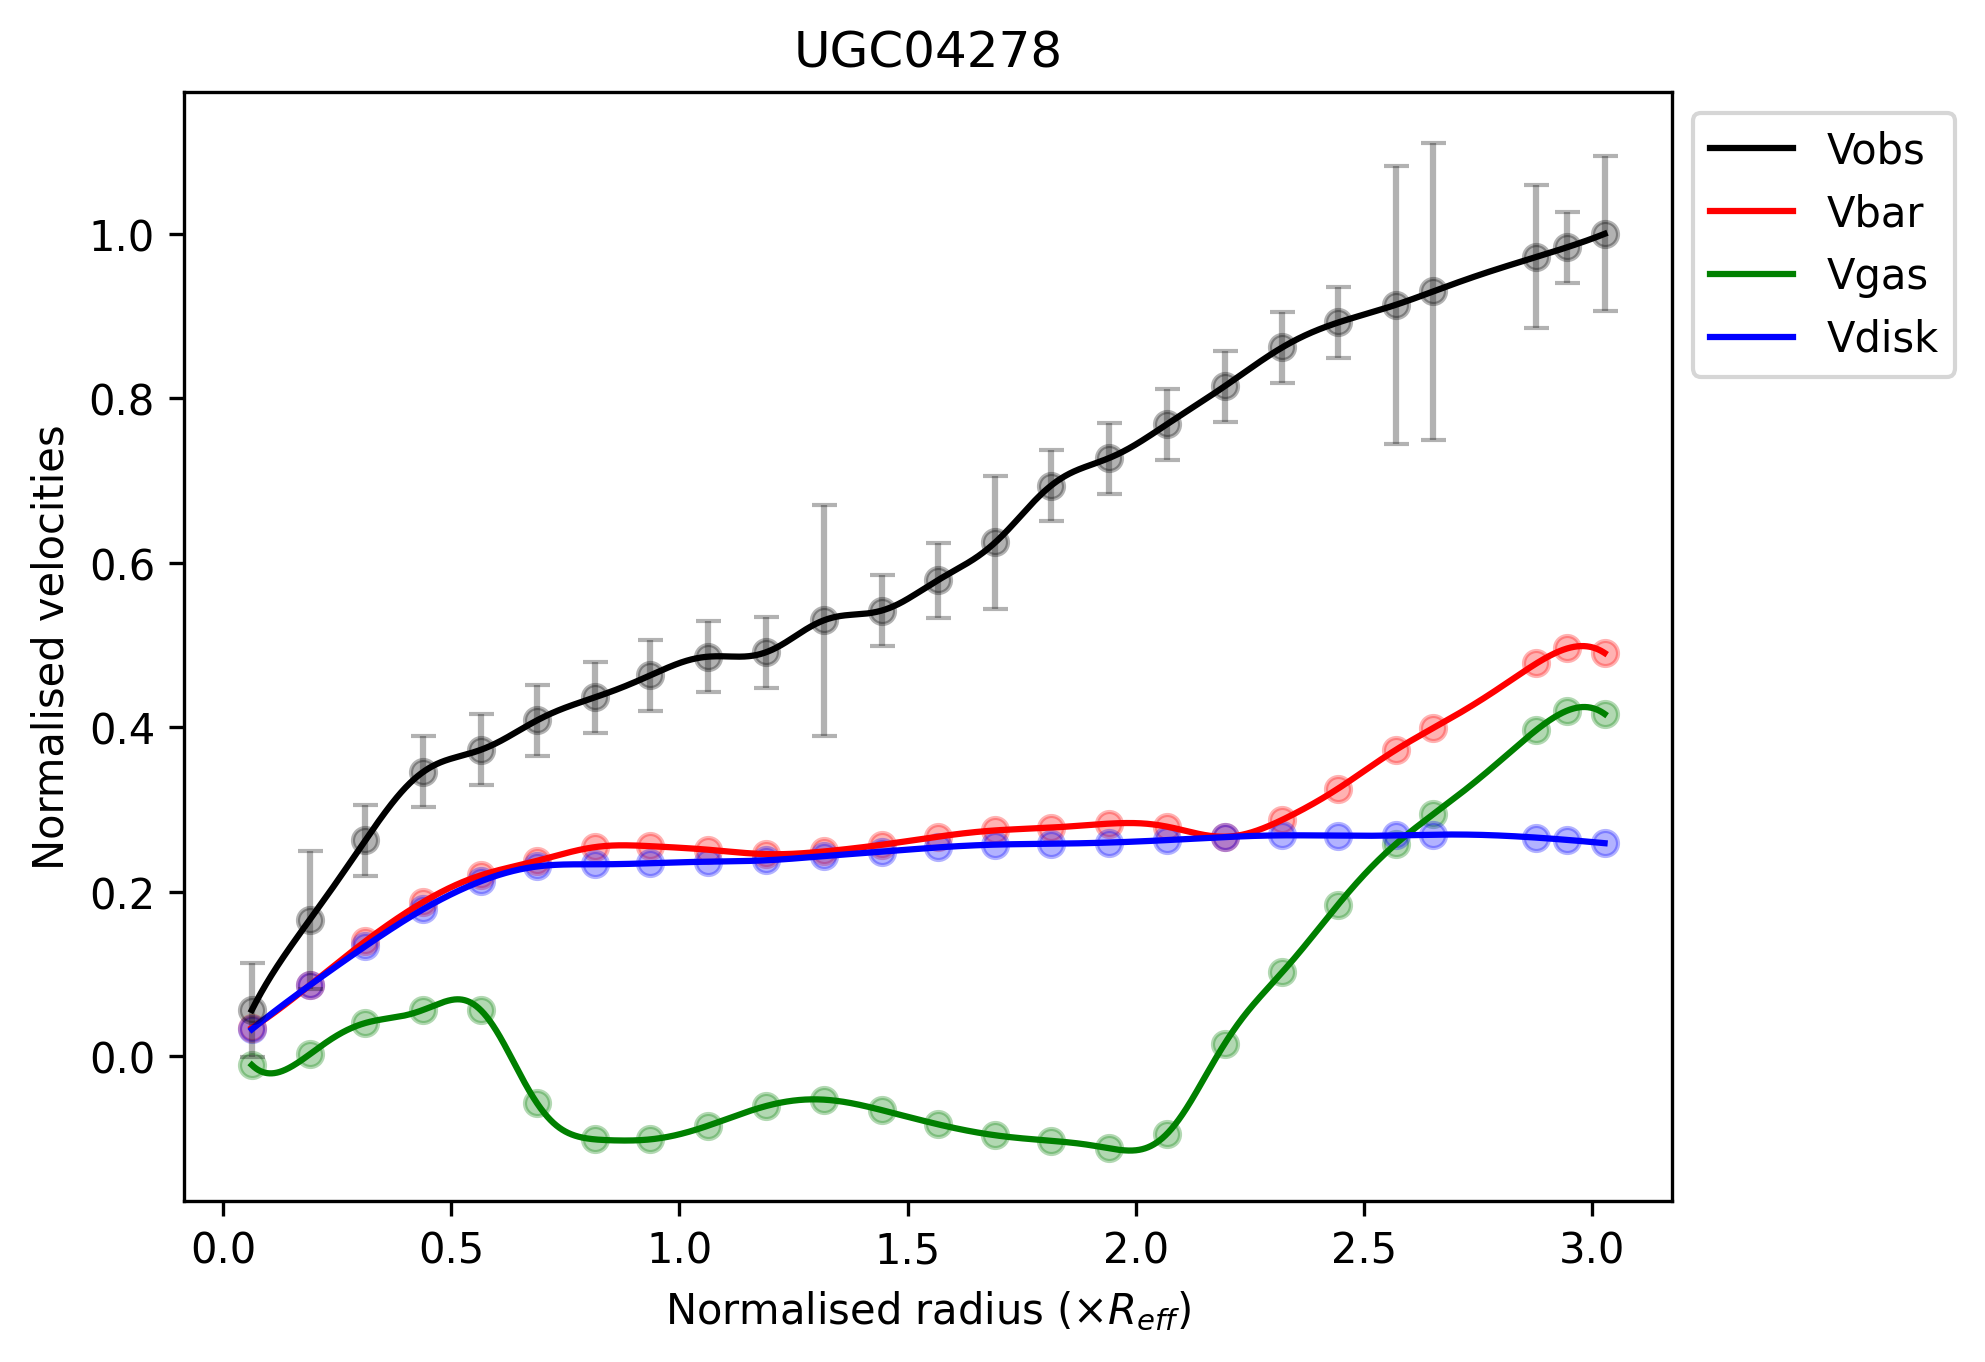 UGC04278
Vobs
Vbar
Vgas
Vdisk
Normalised velocities
1.0
0.8
0.6
0.4
0.2
0.0
0.0 0.5 1.0 1.5 2.0 2.5 3.0
Normalised radius (×R_eff)